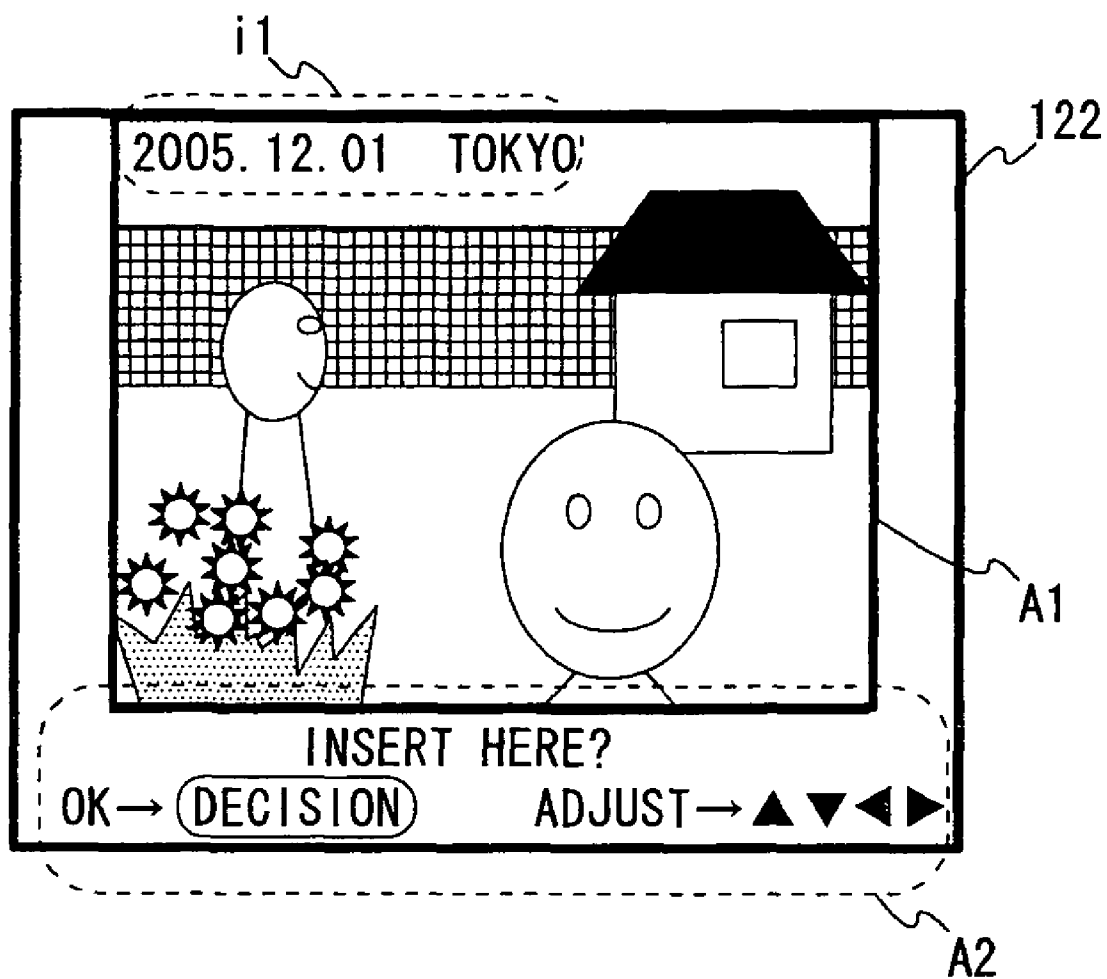 i1
122
2005.12.01 TOKYO
A1
INSERT HERE?
OK→ DECISION ADJUST→▲▼◀▶
A2